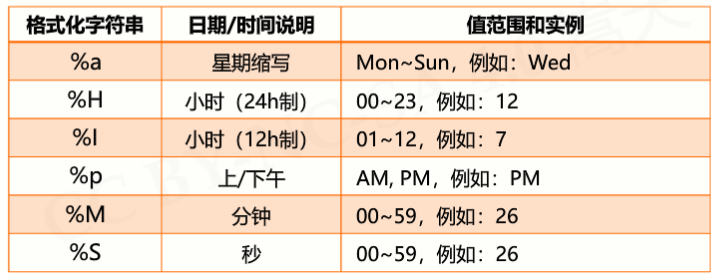 格式化字符串 日期/时间说明 值范围和实例
%a 星期缩写 Mon~Sun，例如：Wed
%H 小时（24h制） 00~23，例如：12
%I 小时（12h制） 01~12，例如：7
%p 上/下午 AM, PM，例如：PM
%M 分钟 00~59，例如：26
%S 秒 00~59，例如：26